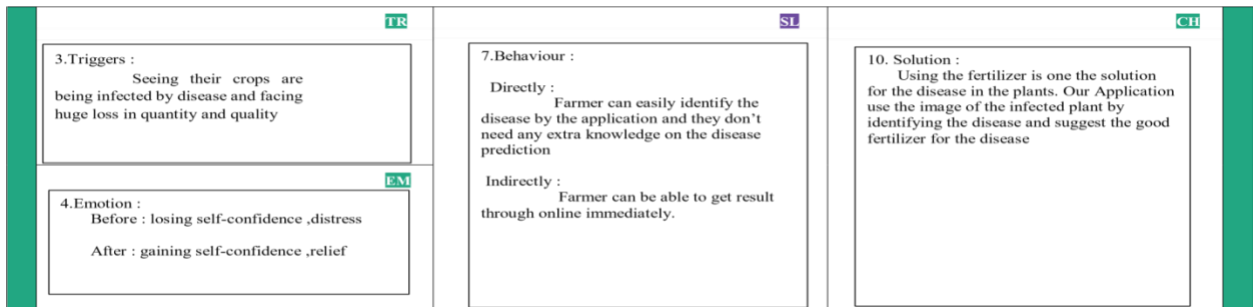 TR
3.Triggers :
Seeing their crops are
being infected by disease and facing
huge loss in quantity and quality
EM
4.Emotion :
Before : losing self-confidence ,distress
After : gaining self-confidence ,relief
SL
7.Behaviour :
Directly :
Farmer can easily identify the
disease by the application and they don't
need any extra knowledge on the disease
prediction
Indirectly :
Farmer can be able to get result
through online immediately.
CH
10. Solution :
Using the fertilizer is one the solution
for the disease in the plants. Our Application
use the image of the infected plant by
identifying the disease and suggest the good
fertilizer for the disease